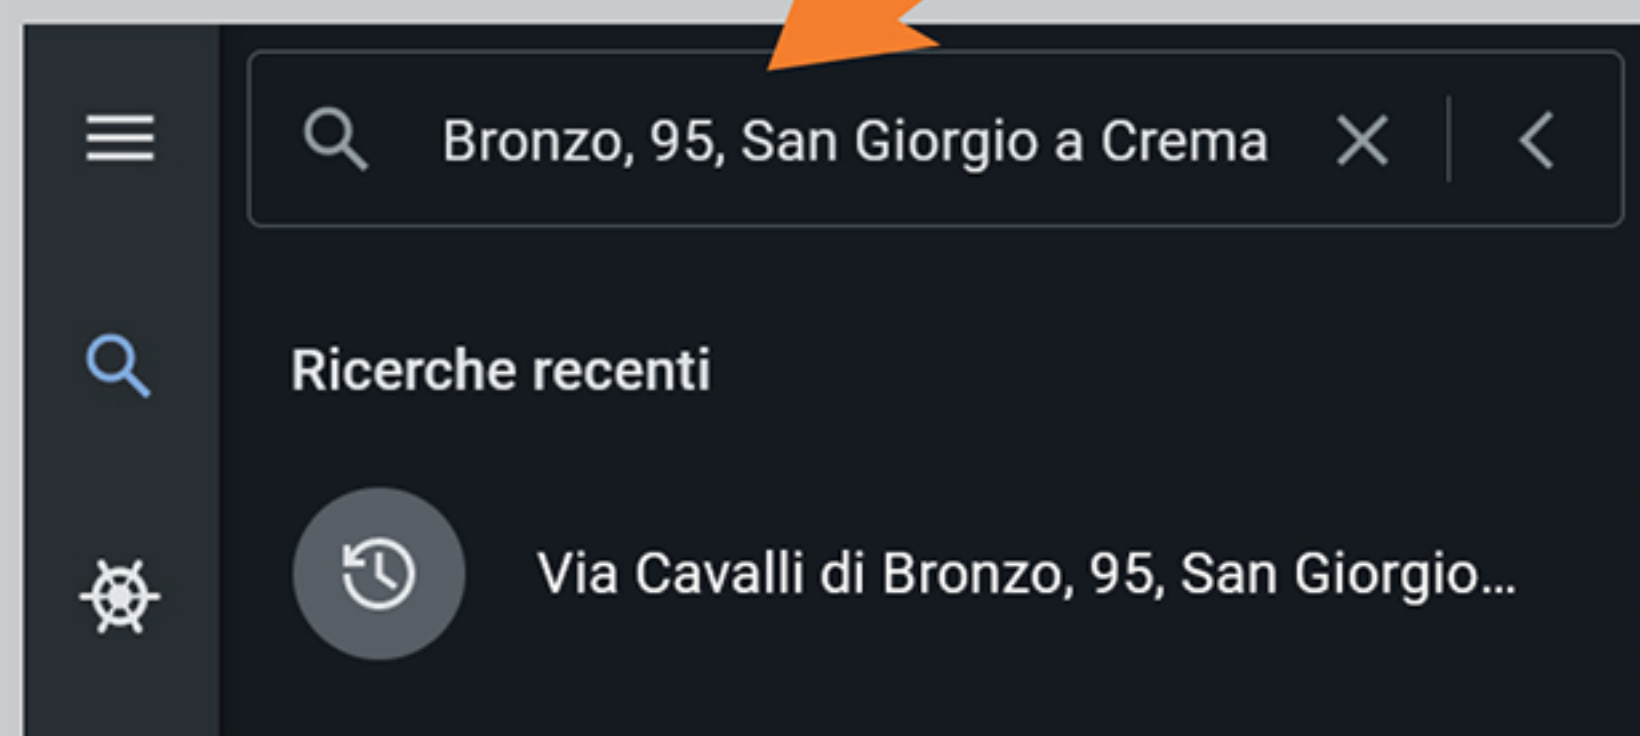 Bronzo, 95, San Giorgio a Crema
Ricerche recenti
Via Cavalli di Bronzo, 95, San Giorgio...